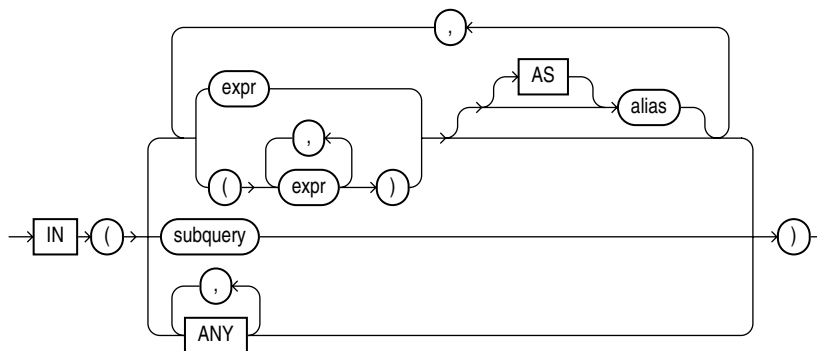 ,
expr AS alias
,
( expr )
IN ( subquery )
,
ANY